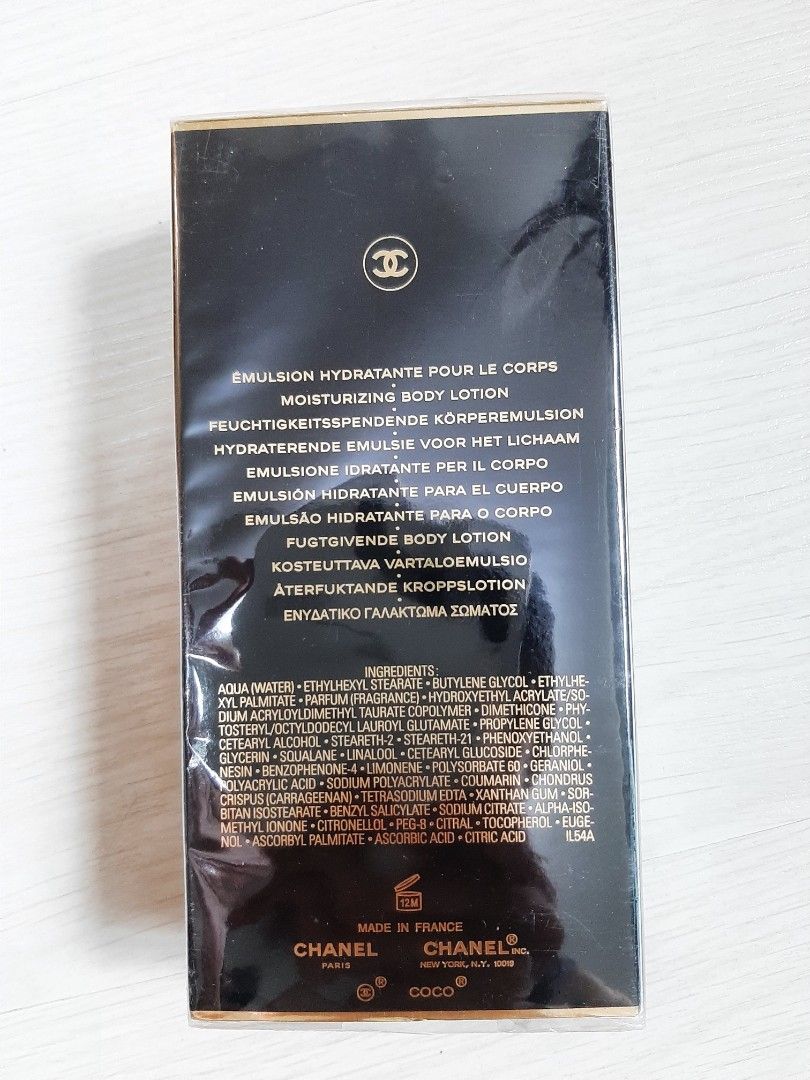 ÉMULSION HYDRATANTE POUR LE CORPS
MOISTURIZING BODY LOTION
FEUCHTIGKEITSSPENDENDE KÖRPEREMULSION
HYDRATERENDE EMULSIE VOOR HET LICHAAM
EMULSIONE IDRATANTE PER IL CORPO
EMULSIÓN HIDRATANTE PARA EL CUERPO
EMULSÃO HIDRATANTE PARA O CORPO
FUGTGIVENDE BODY LOTION
KOSTEUTTAVA VARTALOEMULSIO
ÅTERFUKTANDE KROPPSLOTION
ΕΝΥΔΑΤΙΚΟ ΓΑΛΑΚΤΩΜΑ ΣΩΜΑΤΟΣ
INGREDIENTS:
AQUA (WATER) • ETHYLHEXYL STEARATE • BUTYLENE GLYCOL • ETHYLHE-
XYL PALMITATE • PARFUM (FRAGRANCE) • HYDROXYETHYL ACRYLATE/SO-
DIUM ACRYLOYLDIMETHYL TAURATE COPOLYMER • DIMETHICONE • PHY-
TOSTERYL/OCTYLDODECYL LAUROYL GLUTAMATE • PROPYLENE GLYCOL •
CETEARYL ALCOHOL • STEARETH-2 • STEARETH-21 • PHENOXYETHANOL •
GLYCERIN • SQUALANE • LINALOOL • CETEARYL GLUCOSIDE • CHLORPHE-
NESIN • BENZOPHENONE-4 • LIMONENE • POLYSORBATE 60 • GERANIOL •
POLYACRYLIC ACID • SODIUM POLYACRYLATE • COUMARIN • CHONDRUS
CRISPUS (CARRAGEENAN) • TETRASODIUM EDTA • XANTHAN GUM • SOR-
BITAN ISOSTEARATE • BENZYL SALICYLATE • SODIUM CITRATE • ALPHA-ISO-
METHYL IONONE • CITRONELLOL • PEG-8 • CITRAL • TOCOPHEROL • EUGE-
NOL • ASCORBYL PALMITATE • ASCORBIC ACID • CITRIC ACID IL54A
12M
MADE IN FRANCE
CHANEL CHANEL® INC.
PARIS NEW YORK, N.Y. 10019
® COCO®